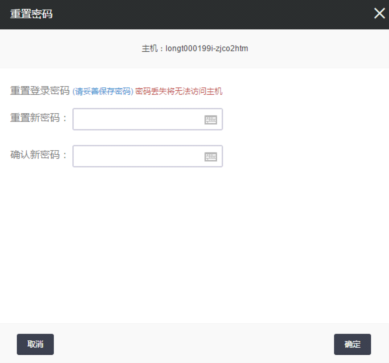 重置密码
主机：longt000199i-zjco2htm
重置登录密码 (请妥善保存密码) 密码丢失将无法访问主机
重置新密码：
确认新密码：
取消 确定